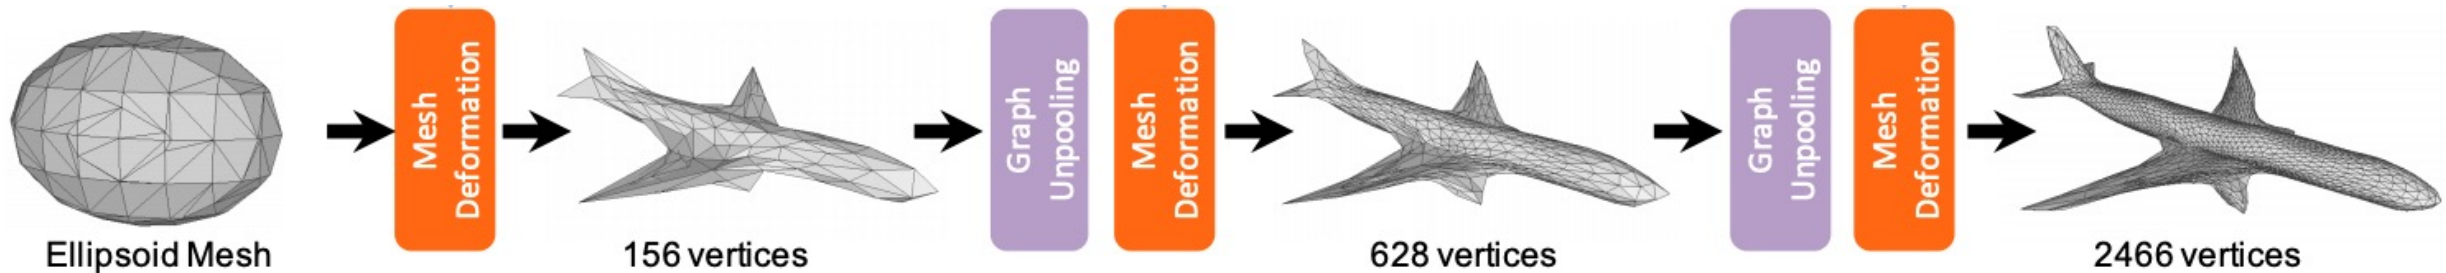 Ellipsoid Mesh
Mesh
Deformation
156 vertices
Graph
Unpooling
Mesh
Deformation
628 vertices
Graph
Unpooling
Mesh
Deformation
2466 vertices